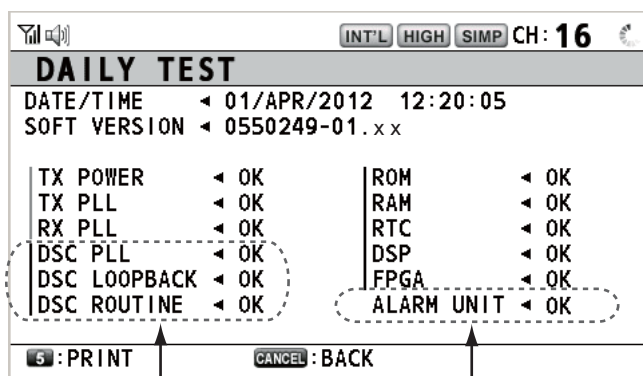 INT'L HIGH SIMP CH: 16
DAILY TEST
DATE/TIME ◄ 01/APR/2012 12:20:05
SOFT VERSION ◄ 0550249-01.xx
TX POWER ◄ OK
TX PLL ◄ OK
RX PLL ◄ OK
DSC PLL ◄ OK
DSC LOOPBACK ◄ OK
DSC ROUTINE ◄ OK
ROM ◄ OK
RAM ◄ OK
RTC ◄ OK
DSP ◄ OK
FPGA ◄ OK
ALARM UNIT ◄ OK
5 : PRINT CANCEL : BACK